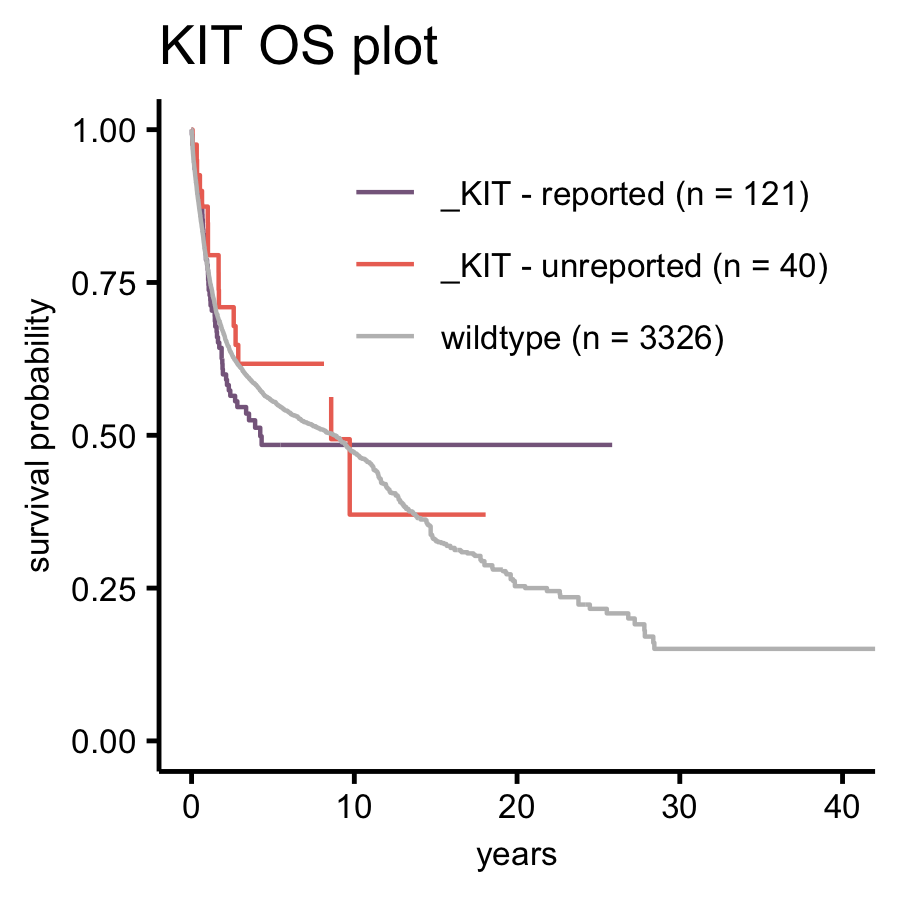 KIT OS plot
1.00
0.75
0.50
0.25
0.00
survival probability
_KIT - reported (n = 121)
_KIT - unreported (n = 40)
wildtype (n = 3326)
0 10 20 30 40
years